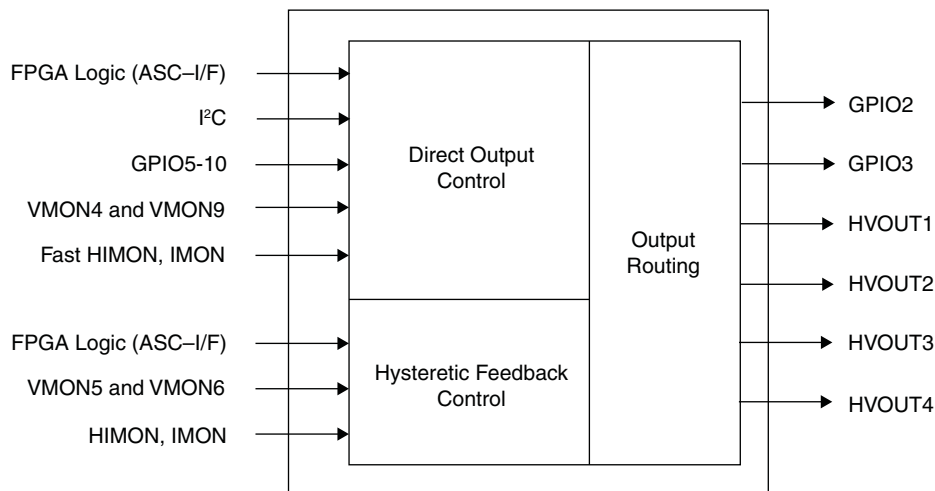 FPGA Logic (ASC–I/F)
I²C
GPIO5-10
VMON4 and VMON9
Fast HIMON, IMON
FPGA Logic (ASC–I/F)
VMON5 and VMON6
HIMON, IMON
Direct Output
Control
Hysteretic Feedback
Control
Output
Routing
GPIO2
GPIO3
HVOUT1
HVOUT2
HVOUT3
HVOUT4